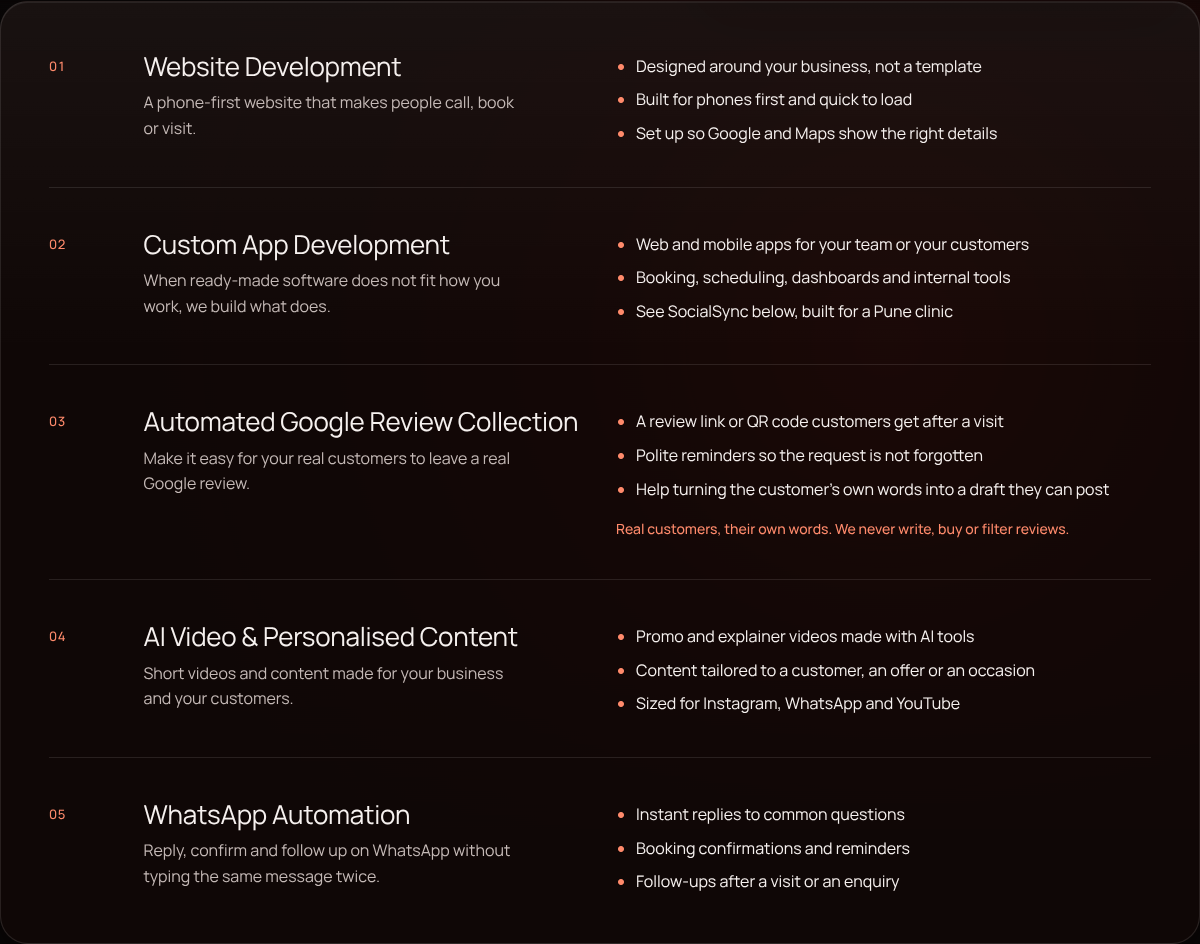 01
Website Development
A phone-first website that makes people call, book
or visit.
Designed around your business, not a template
Built for phones first and quick to load
Set up so Google and Maps show the right details
02
Custom App Development
When ready-made software does not fit how you
work, we build what does.
Web and mobile apps for your team or your customers
Booking, scheduling, dashboards and internal tools
See SocialSync below, built for a Pune clinic
03
Automated Google Review Collection
Make it easy for your real customers to leave a real
Google review.
A review link or QR code customers get after a visit
Polite reminders so the request is not forgotten
Help turning the customer's own words into a draft they can post
Real customers, their own words. We never write, buy or filter reviews.
04
AI Video & Personalised Content
Short videos and content made for your business
and your customers.
Promo and explainer videos made with AI tools
Content tailored to a customer, an offer or an occasion
Sized for Instagram, WhatsApp and YouTube
05
WhatsApp Automation
Reply, confirm and follow up on WhatsApp without
typing the same message twice.
Instant replies to common questions
Booking confirmations and reminders
Follow-ups after a visit or an enquiry